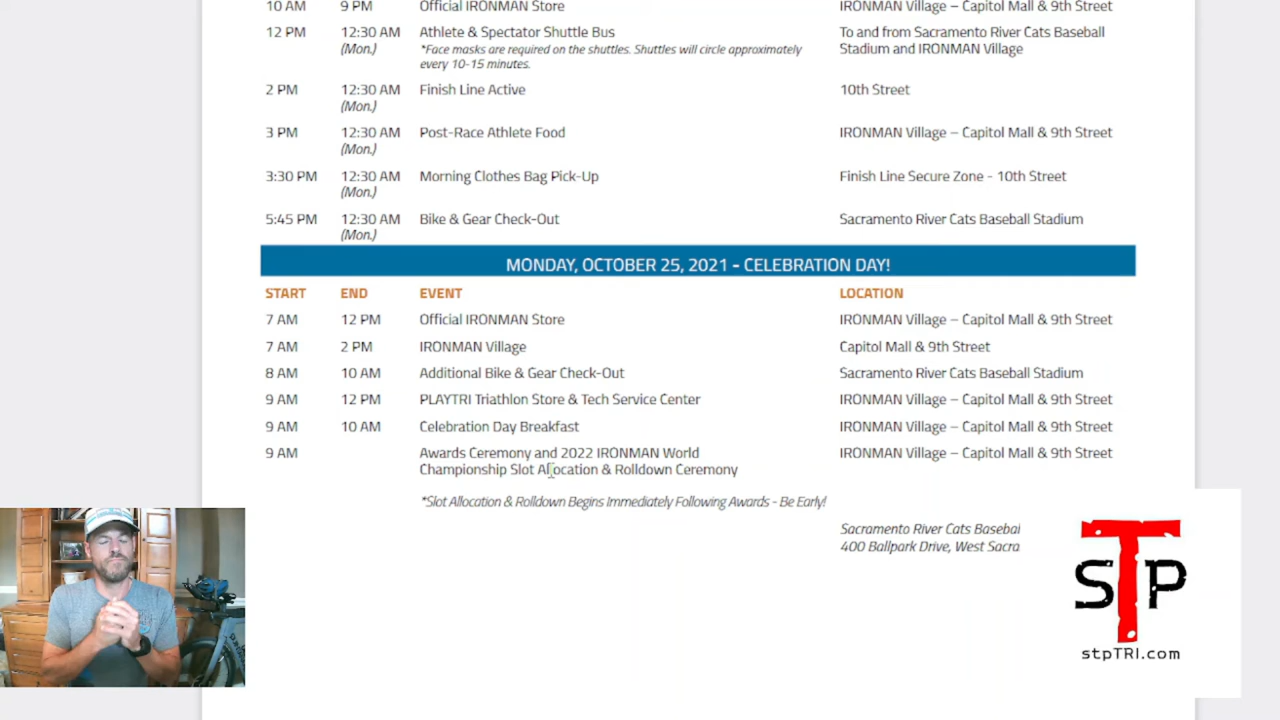 10 AM 9 PM Official IRONMAN Store IRONMAN Village – Capitol Mall & 9th Street
12 PM 12:30 AM Athlete & Spectator Shuttle Bus To and from Sacramento River Cats Baseball
(Mon.) *Face masks are required on the shuttles. Shuttles will circle approximately Stadium and IRONMAN Village
every 10-15 minutes.
2 PM 12:30 AM Finish Line Active 10th Street
(Mon.)
3 PM 12:30 AM Post-Race Athlete Food IRONMAN Village – Capitol Mall & 9th Street
(Mon.)
3:30 PM 12:30 AM Morning Clothes Bag Pick-Up Finish Line Secure Zone - 10th Street
(Mon.)
5:45 PM 12:30 AM Bike & Gear Check-Out Sacramento River Cats Baseball Stadium
(Mon.)
MONDAY, OCTOBER 25, 2021 - CELEBRATION DAY!
START END EVENT LOCATION
7 AM 12 PM Official IRONMAN Store IRONMAN Village – Capitol Mall & 9th Street
7 AM 2 PM IRONMAN Village Capitol Mall & 9th Street
8 AM 10 AM Additional Bike & Gear Check-Out Sacramento River Cats Baseball Stadium
9 AM 12 PM PLAYTRI Triathlon Store & Tech Service Center IRONMAN Village – Capitol Mall & 9th Street
9 AM 10 AM Celebration Day Breakfast IRONMAN Village – Capitol Mall & 9th Street
9 AM Awards Ceremony and 2022 IRONMAN World IRONMAN Village – Capitol Mall & 9th Street
Championship Slot Allocation & Rolldown Ceremony
*Slot Allocation & Rolldown Begins Immediately Following Awards - Be Early!
Sacramento River Cats Basebal
400 Ballpark Drive, West Sacra
STP
stpTRI.com